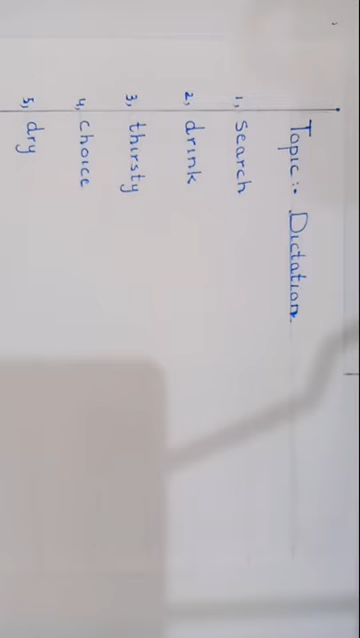 Topic :- Dictation.
1, Search
2, drink
3, thirsty
4, choice
5, dry